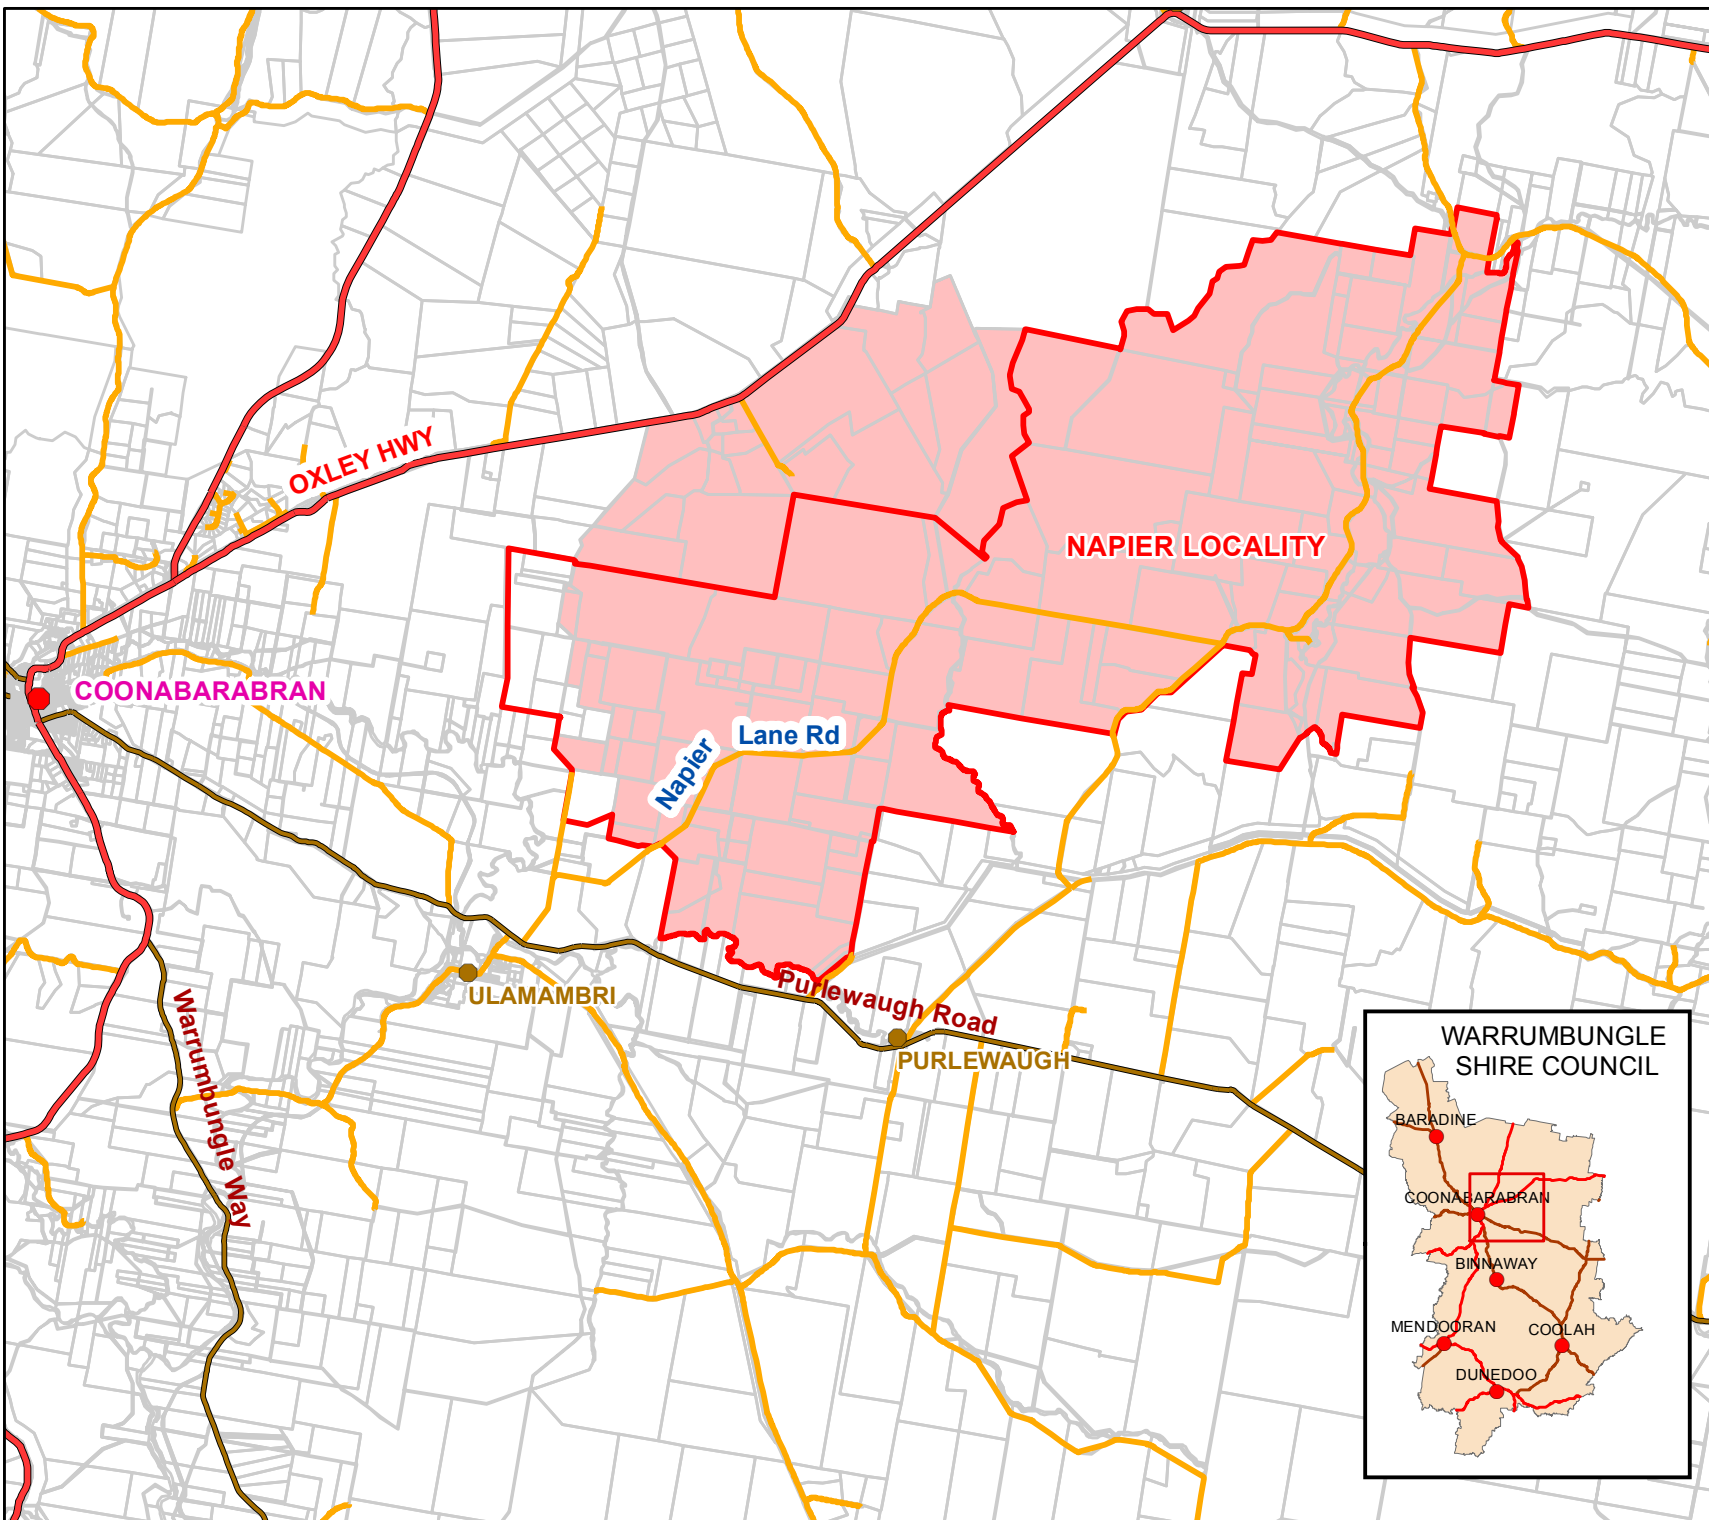 OXLEY HWY
NAPIER LOCALITY
COONABARABRAN
Napier
Lane Rd
ULAMAMBRI
Purlewaugh Road
PURLEWAUGH
Warrumbungle Way
WARRUMBUNGLE
SHIRE COUNCIL
BARADINE
COONABARABRAN
BINNAWAY
MENDOORAN
COOLAH
DUNEDOO